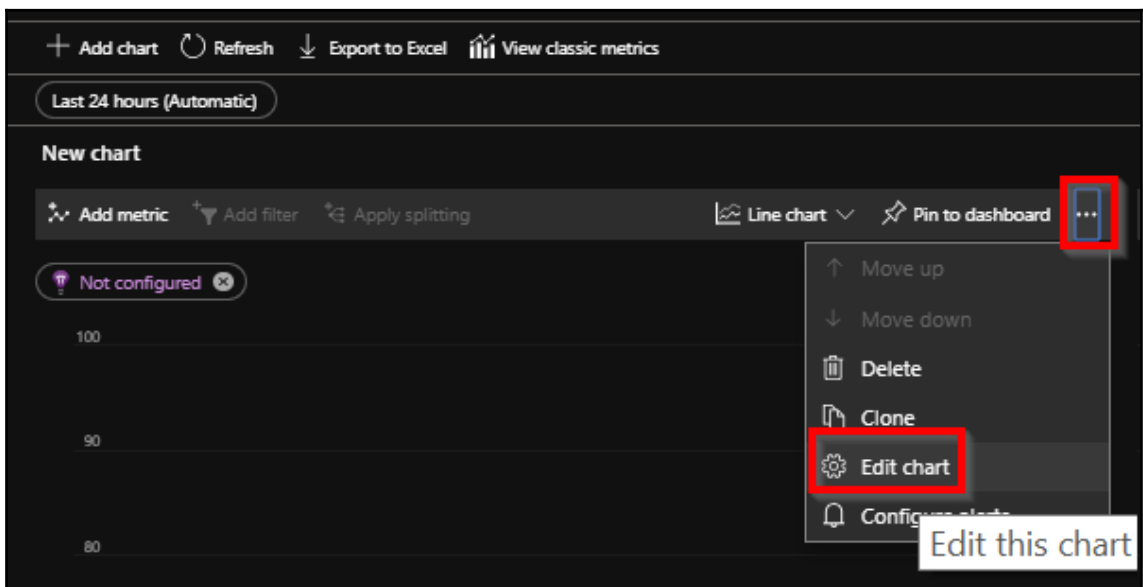 Add chart Refresh Export to Excel View classic metrics
Last 24 hours (Automatic)
New chart
Add metric Add filter Apply splitting Line chart Pin to dashboard ...
Move up
Not configured
Move down
100
Delete
Clone
90
Edit chart
Configure alerts
Edit this chart
80